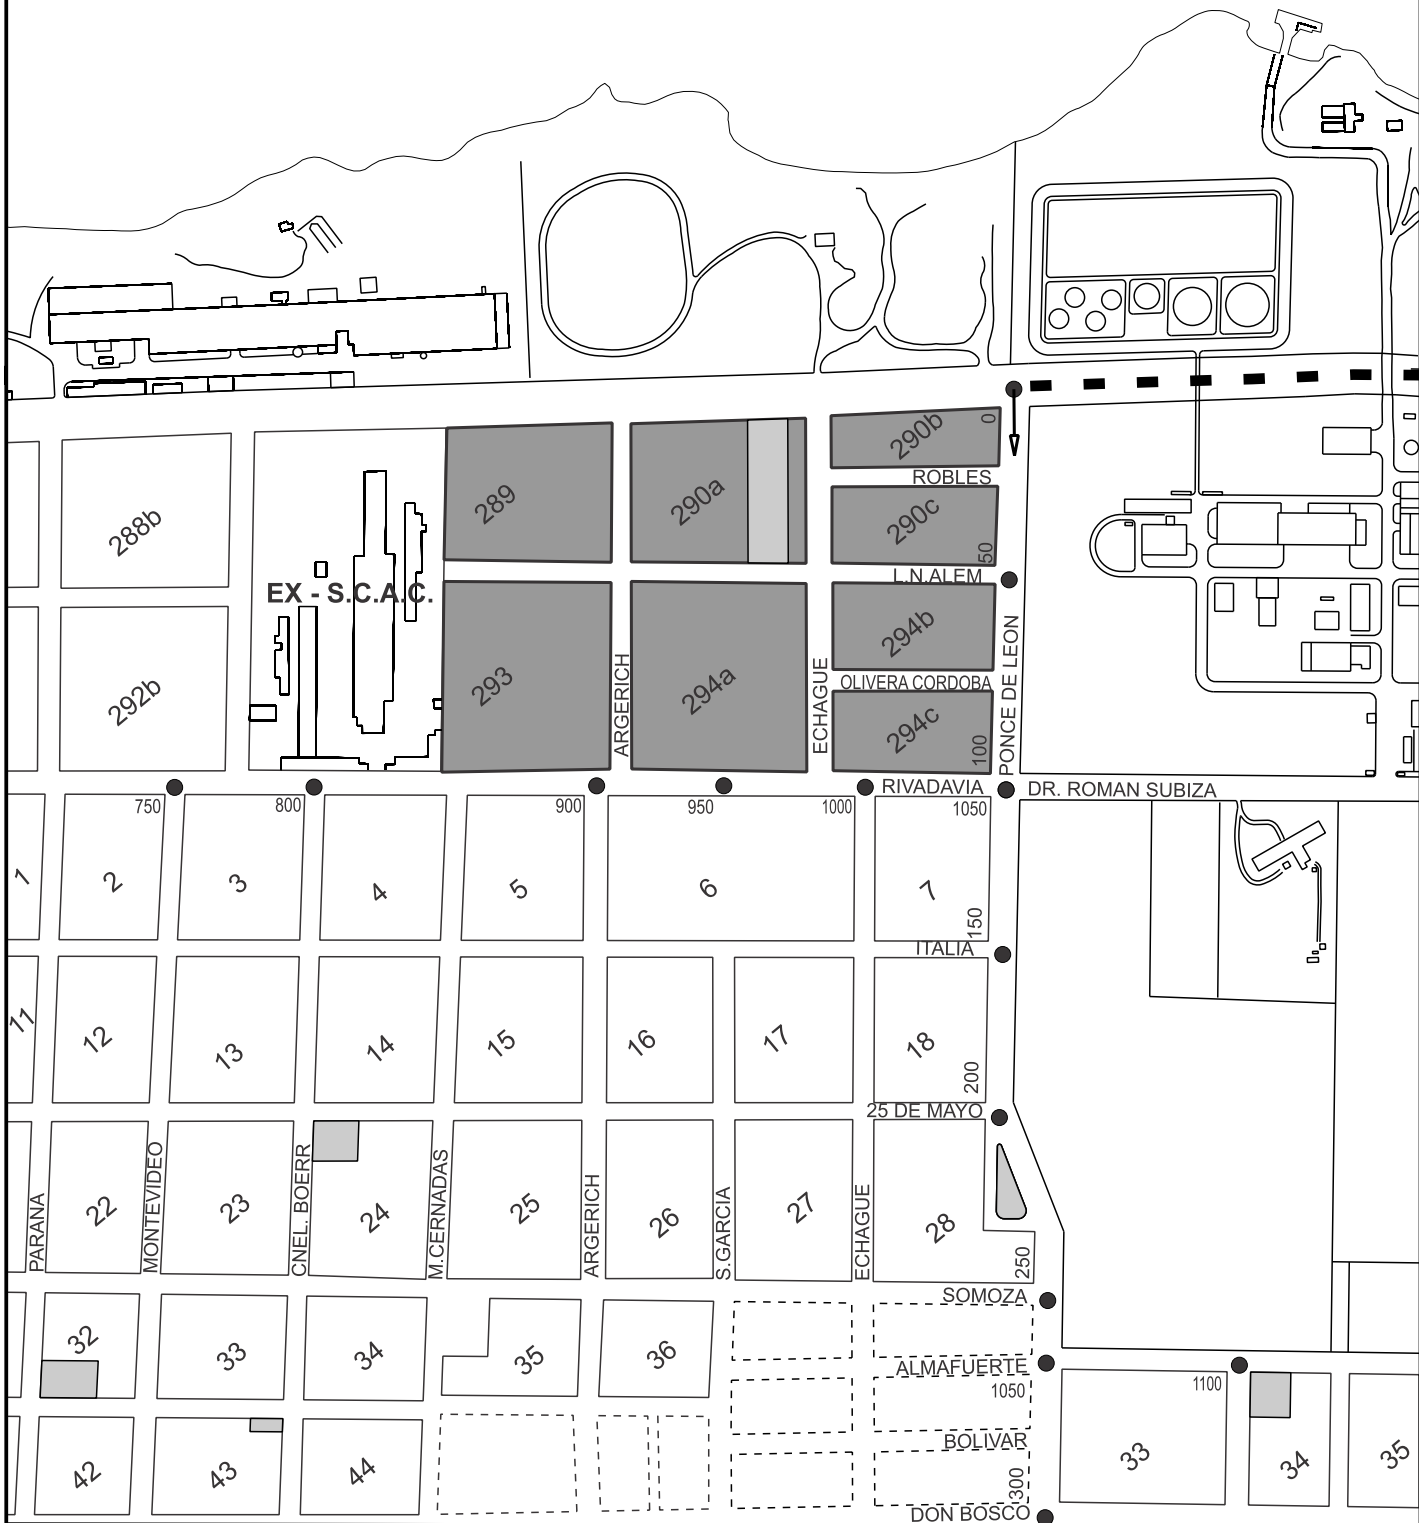 290b
0
ROBLES
289
290a
290c
50
288b
L.N.ALEM
EX - S.C.A.C.
294b
ARGERICH
ECHAGUE
PONCE DE LEON
OLIVERA CORDOBA
292b
293
294a
294c
100
RIVADAVIA
DR. ROMAN SUBIZA
750
800
900
950
1000
1050
1
2
3
4
5
6
7
150
ITALIA
11
12
13
14
15
16
17
18
200
25 DE MAYO
PARANA
MONTEVIDEO
CNEL. BOERR
M.CERNADAS
ARGERICH
S.GARCIA
ECHAGUE
22
23
24
25
26
27
28
250
SOMOZA
32
33
34
35
36
ALMAFUERTE
1050
1100
BOLIVAR
42
43
44
300
33
34
35
DON BOSCO